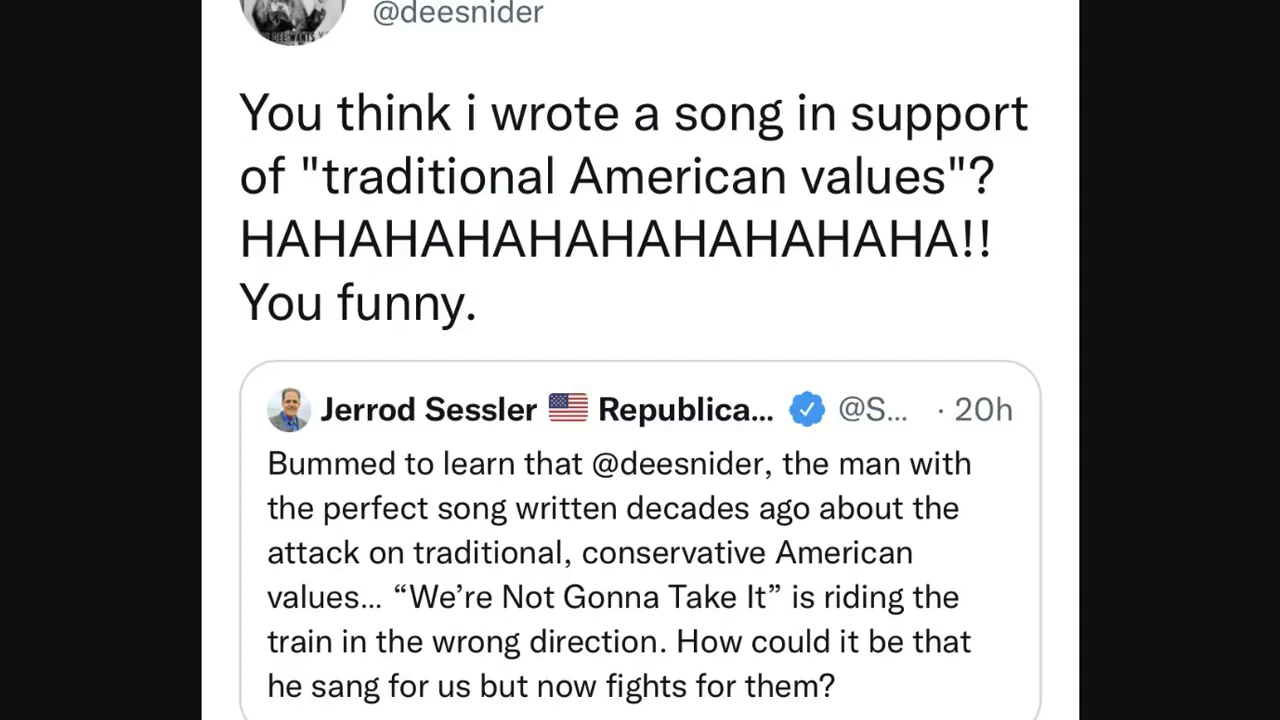 @deesnider
You think i wrote a song in support
of "traditional American values"?
HAHAHAHAHAHAHAHAHAHA!!
You funny.
Jerrod Sessler 🇺🇸 Republica... @S... · 20h
Bummed to learn that @deesnider, the man with
the perfect song written decades ago about the
attack on traditional, conservative American
values... “We’re Not Gonna Take It” is riding the
train in the wrong direction. How could it be that
he sang for us but now fights for them?